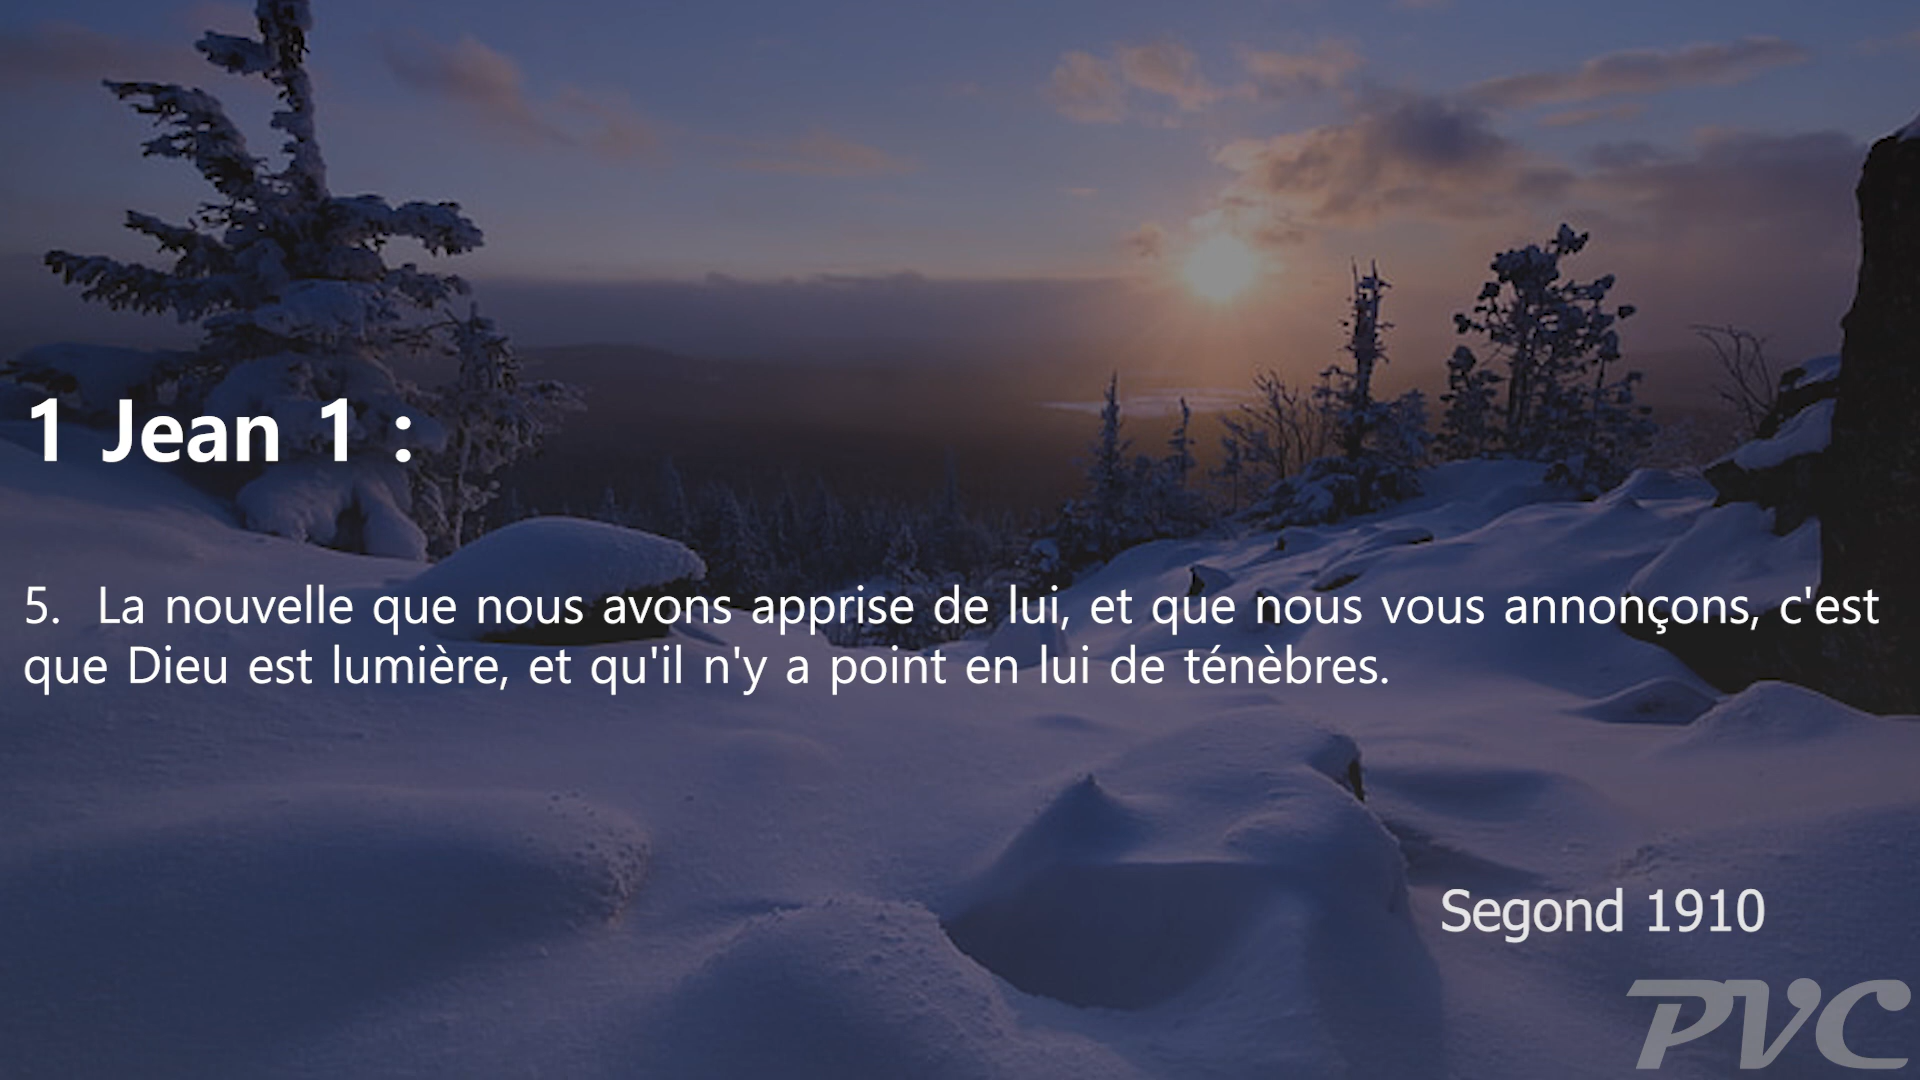 1 Jean 1 :
5.  La nouvelle que nous avons apprise de lui, et que nous vous annonçons, c'est
que Dieu est lumière, et qu'il n'y a point en lui de ténèbres.
Segond 1910
PVC